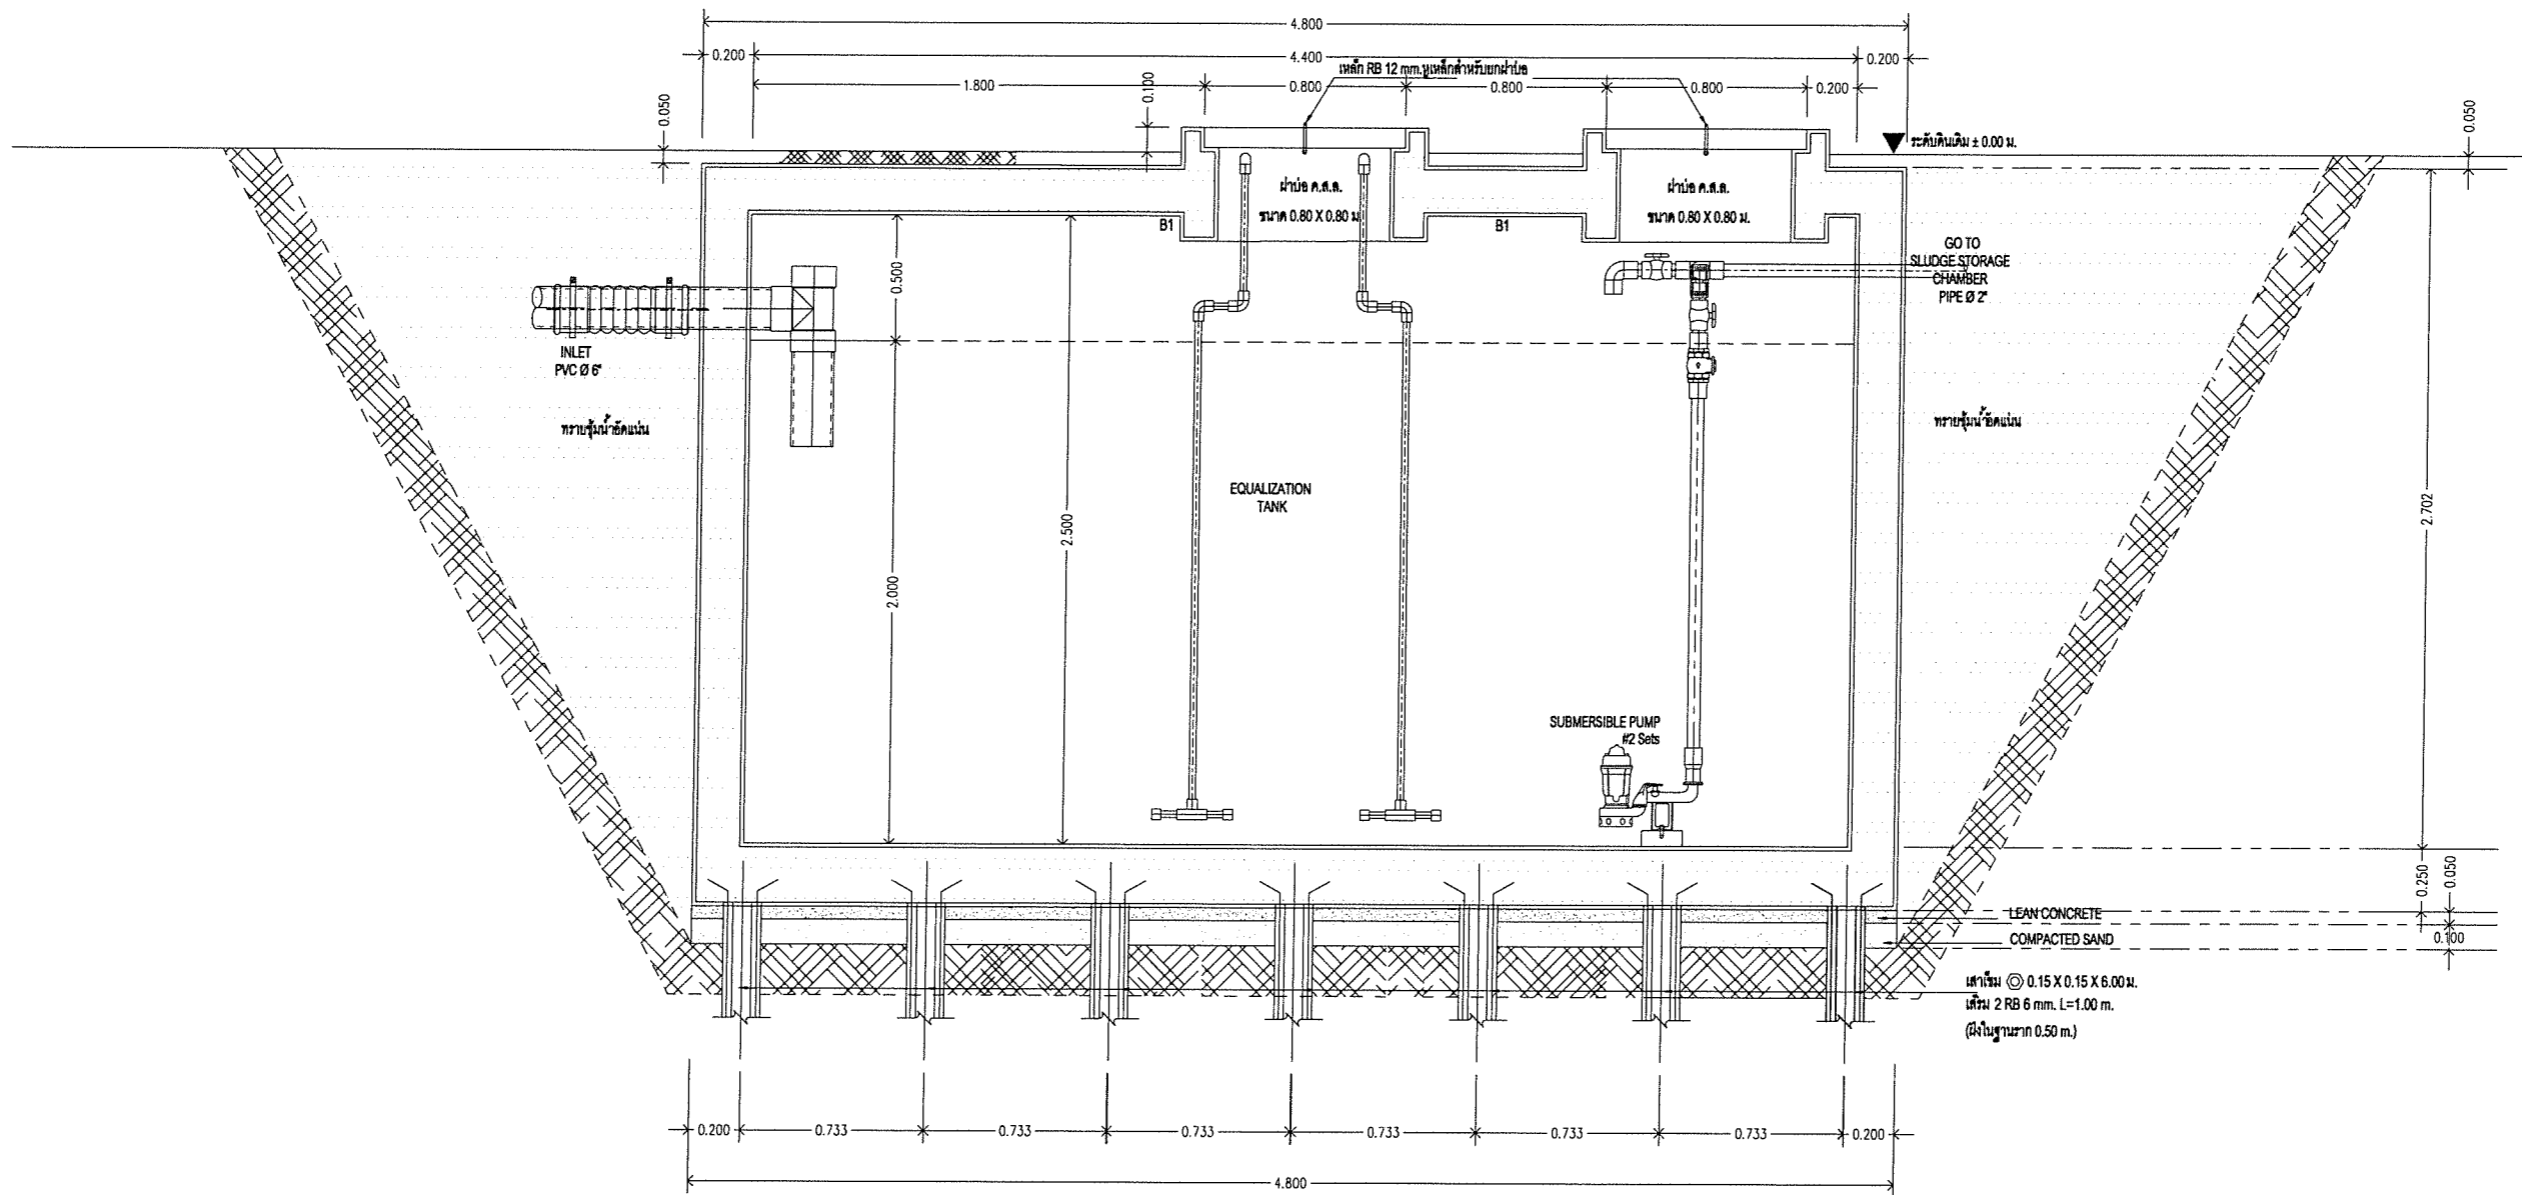 4.800
0.200
4.400
0.200
เหล็ก RB 12 mm.หูเหล็กสำหรับยกฝาบ่อ
1.800
0.800
0.800
0.800
0.200
0.050
0.100
0.050
ระดับดินเดิม ± 0.00 ม.
ฝาบ่อ ค.ส.ล.
ขนาด 0.80 X 0.80 ม.
ฝาบ่อ ค.ส.ล.
ขนาด 0.80 X 0.80 ม.
B1
B1
GO TO
SLUDGE STORAGE
CHAMBER
PIPE Ø 2"
0.500
INLET
PVC Ø 6"
ทรายชุ่มน้ำอัดแน่น
ทรายชุ่มน้ำอัดแน่น
EQUALIZATION
TANK
2.702
2.500
2.000
SUBMERSIBLE PUMP
#2 Sets
0.250
0.050
LEAN CONCRETE
COMPACTED SAND
0.100
เสาเข็ม 0.15 X 0.15 X 6.00 ม.
เสริม 2 RB 6 mm. L=1.00 m.
(ฝังในฐานราก 0.50 m.)
0.200
0.733
0.733
0.733
0.733
0.733
0.733
0.200
4.800